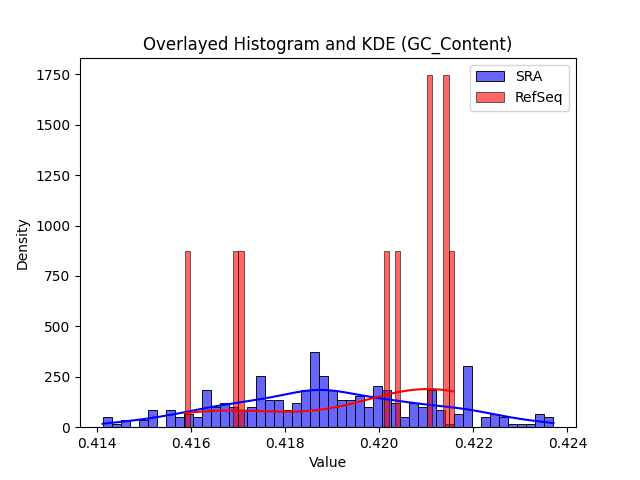 Overlayed Histogram and KDE (GC_Content)
SRA
RefSeq
1750
1500
1250
1000
750
500
250
0
Density
0.414 0.416 0.418 0.420 0.422 0.424
Value